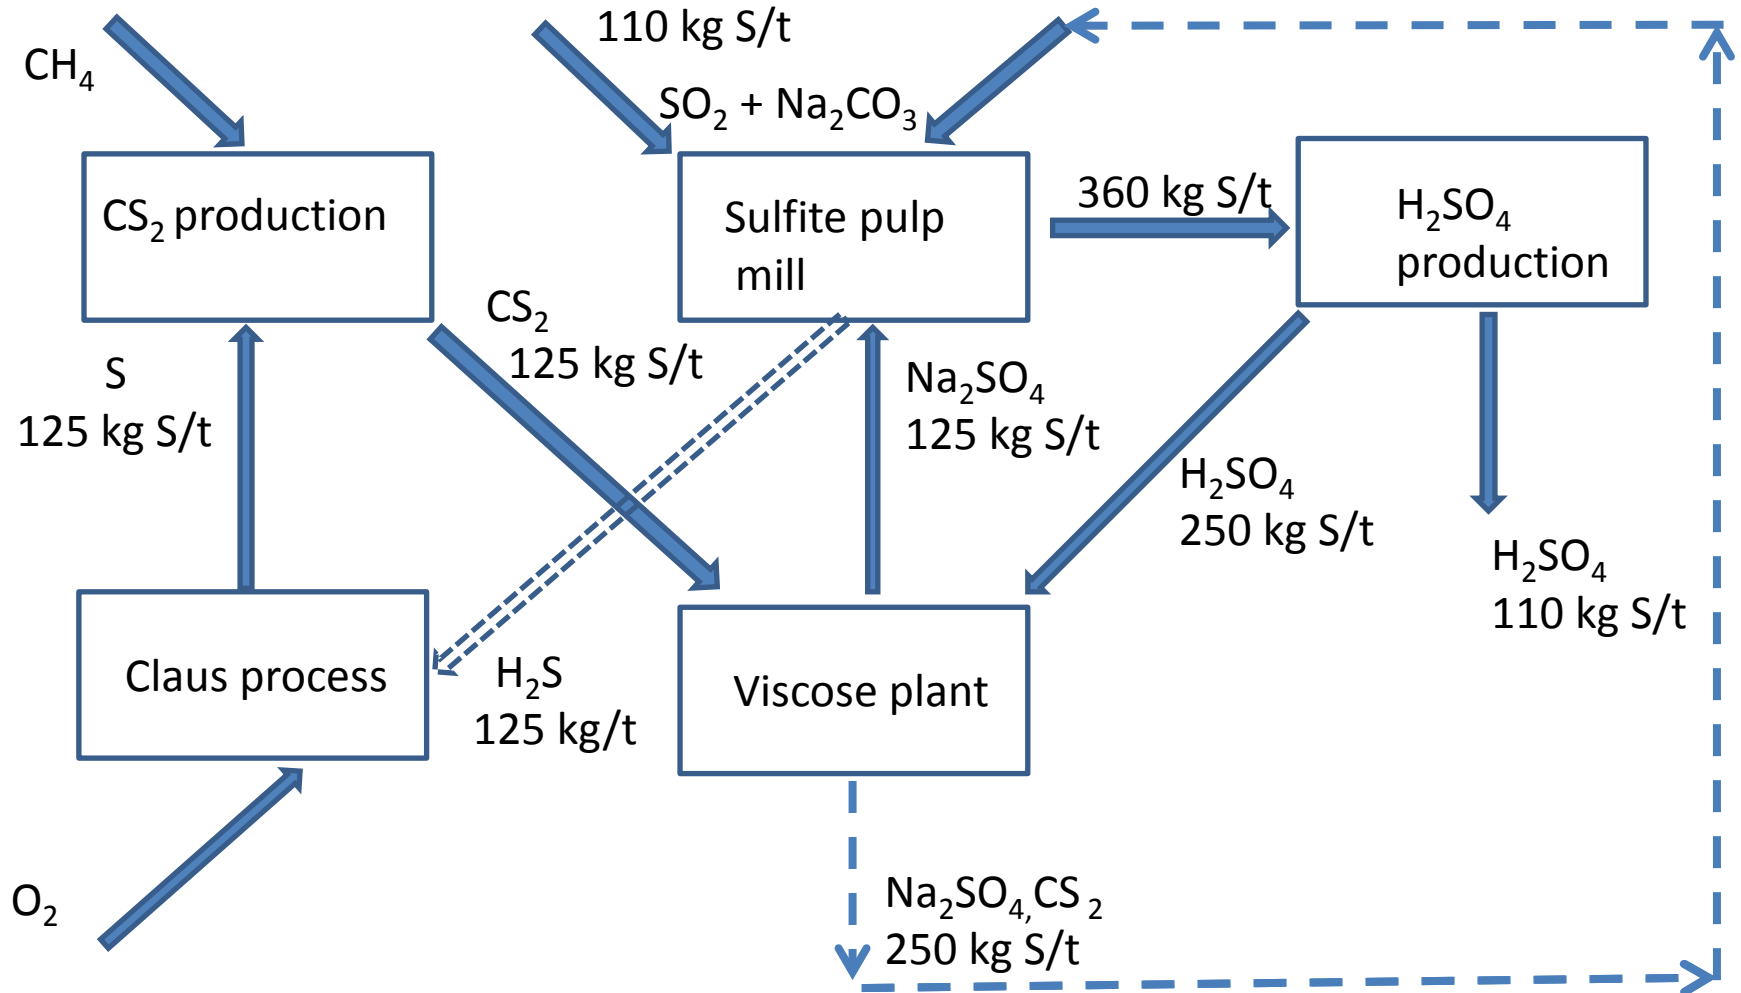 110 kg S/t
CH₄
SO₂ + Na₂CO₃
CS₂ production
Sulfite pulp
mill
360 kg S/t
H₂SO₄
production
S
125 kg S/t
CS₂
125 kg S/t
Na₂SO₄
125 kg S/t
H₂SO₄
250 kg S/t
H₂SO₄
110 kg S/t
Claus process
H₂S
125 kg/t
Viscose plant
O₂
Na₂SO₄,CS₂
250 kg S/t